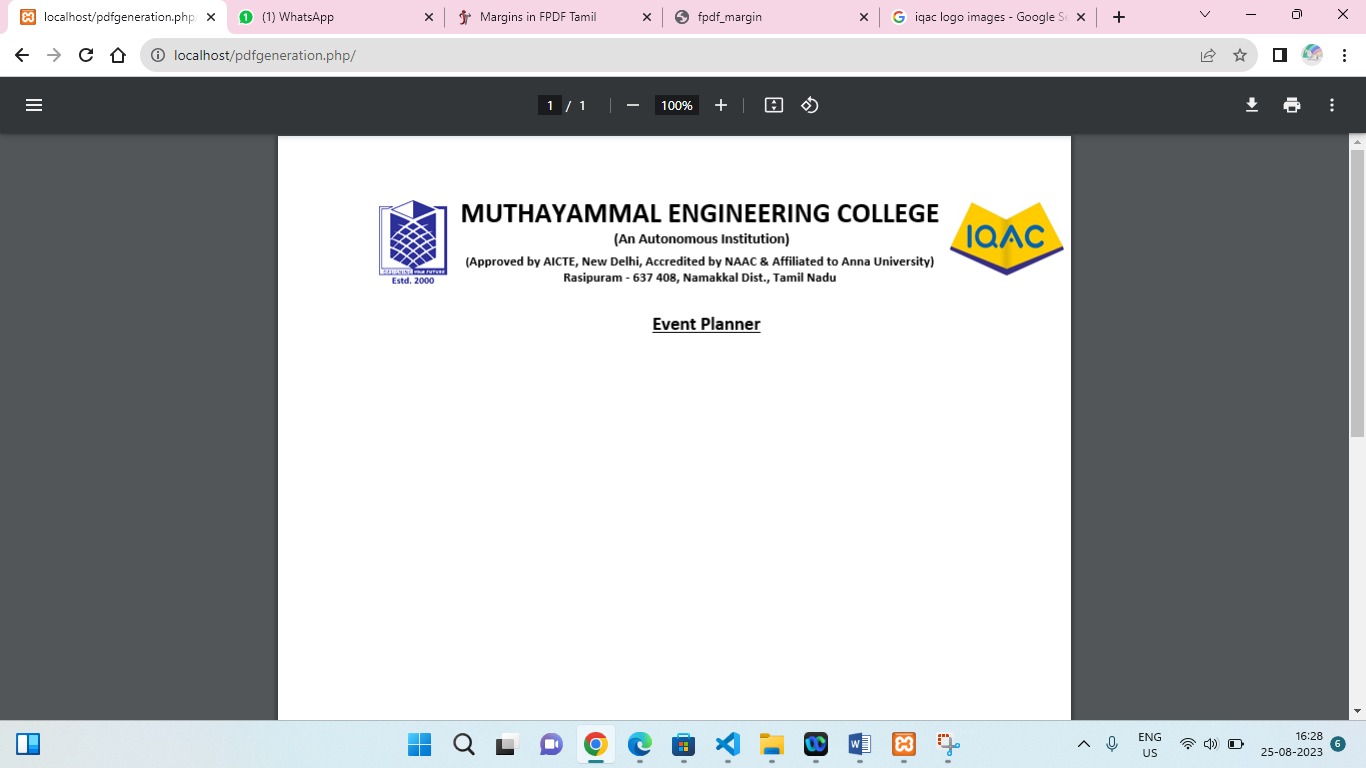 localhost/pdfgeneration.php/
(1) WhatsApp
Margins in FPDF Tamil
fpdf_margin
iqac logo images - Google Se
localhost/pdfgeneration.php/
1 / 1
100%
MUTHAYAMMAL ENGINEERING COLLEGE
(An Autonomous Institution)
(Approved by AICTE, New Delhi, Accredited by NAAC & Affiliated to Anna University)
Rasipuram - 637 408, Namakkal Dist., Tamil Nadu
Estd. 2000
IQAC
Event Planner
ENG
US
16:28
25-08-2023
6